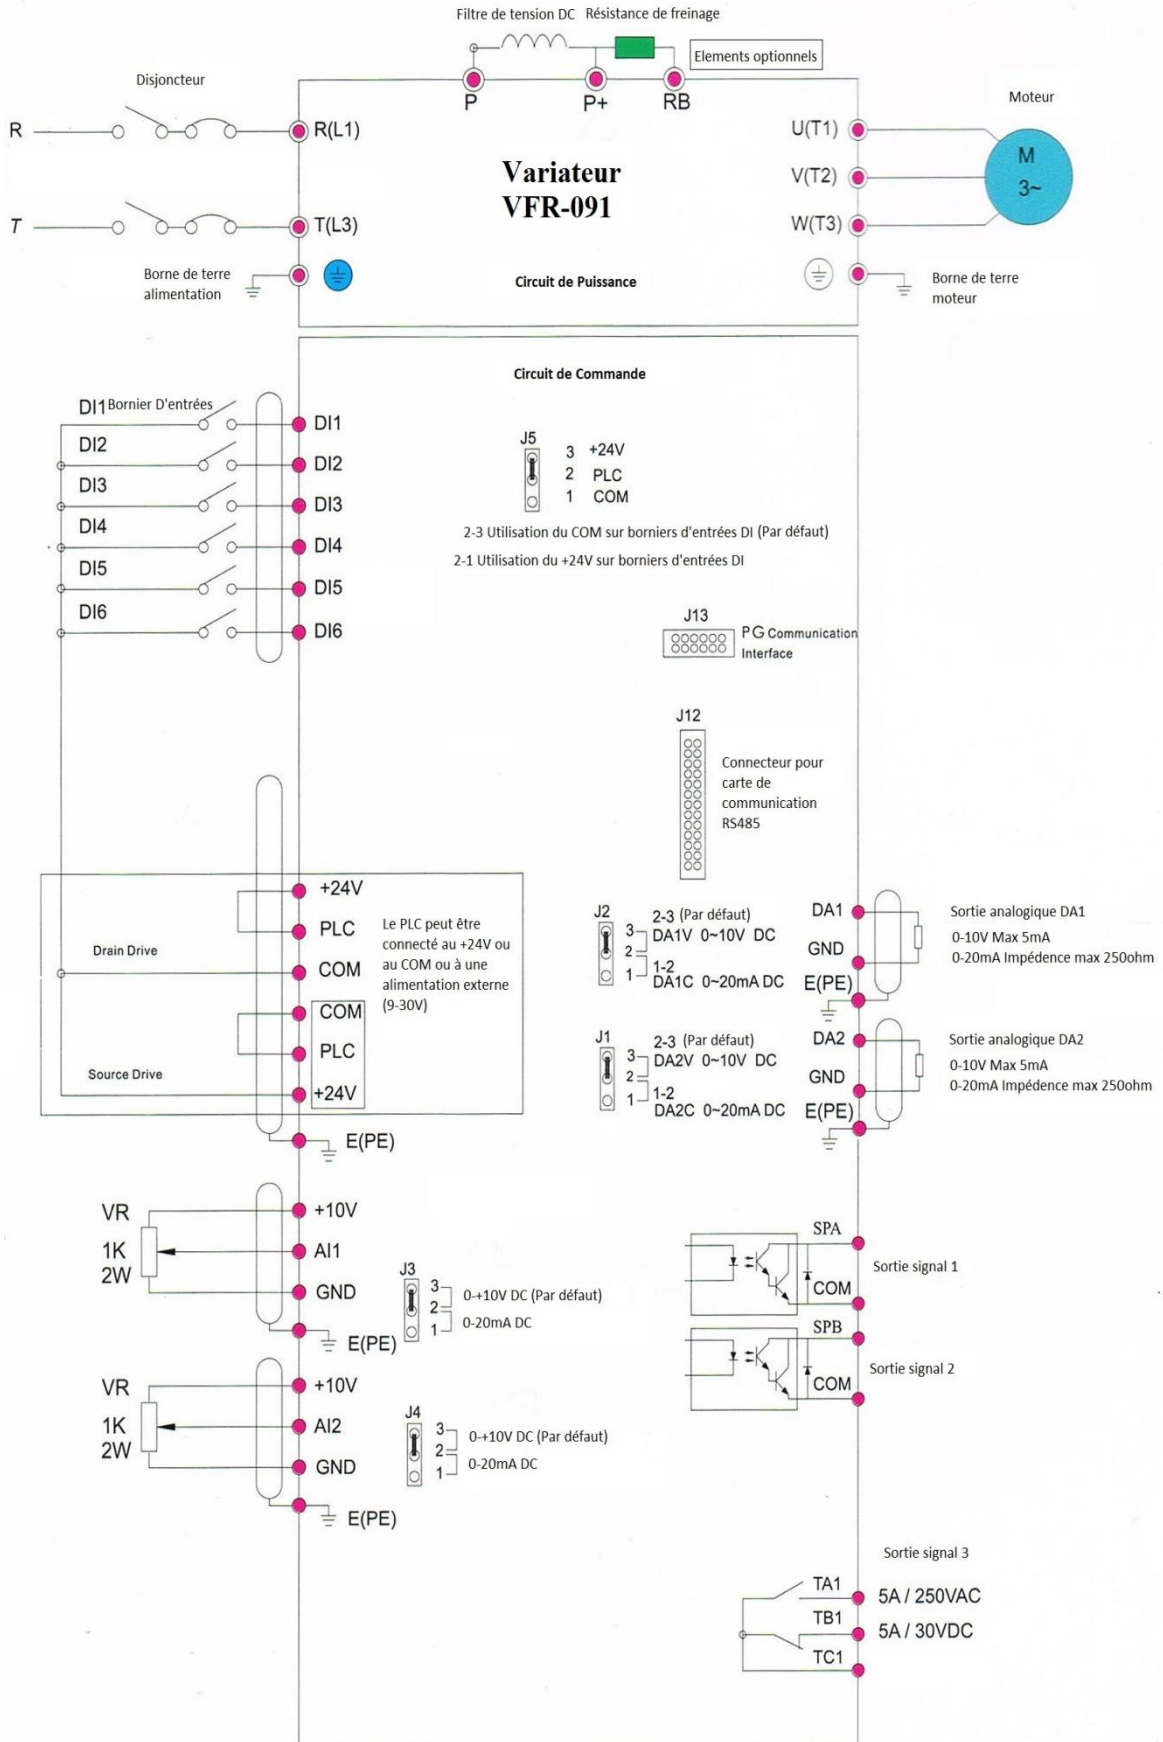 Filtre de tension DC Résistance de freinage
Elements optionnels
P P+ RB
Disjoncteur
Moteur
R R(L1)
U(T1)
M
3~
Variateur
VFR-091
V(T2)
T T(L3)
W(T3)
Borne de terre
alimentation
Circuit de Puissance
Borne de terre
moteur
Circuit de Commande
DI1 Bornier D'entrées
DI1
DI2
DI2
DI3
DI3
DI4
DI4
DI5
DI5
DI6
DI6
J5
3 +24V
2 PLC
1 COM
2-3 Utilisation du COM sur borniers d'entrées DI (Par défaut)
2-1 Utilisation du +24V sur borniers d'entrées DI
J13
PG Communication
Interface
J12
Connecteur pour
carte de
communication
RS485
+24V
PLC
COM
COM
PLC
+24V
E(PE)
Drain Drive
Source Drive
Le PLC peut être
connecté au +24V ou
au COM ou à une
alimentation externe
(9-30V)
J2
2-3 (Par défaut)
3 DA1V 0~10V DC
2
1 1-2
DA1C 0~20mA DC
DA1
GND
E(PE)
Sortie analogique DA1
0-10V Max 5mA
0-20mA Impédence max 250ohm
J1
2-3 (Par défaut)
3 DA2V 0~10V DC
2
1 1-2
DA2C 0~20mA DC
DA2
GND
E(PE)
Sortie analogique DA2
0-10V Max 5mA
0-20mA Impédence max 250ohm
VR
1K
2W
+10V
AI1
GND
E(PE)
J3
3
2
1
0-+10V DC (Par défaut)
0-20mA DC
VR
1K
2W
+10V
AI2
GND
E(PE)
J4
3
2
1
0-+10V DC (Par défaut)
0-20mA DC
SPA
COM
Sortie signal 1
SPB
COM
Sortie signal 2
Sortie signal 3
TA1 5A / 250VAC
TB1 5A / 30VDC
TC1